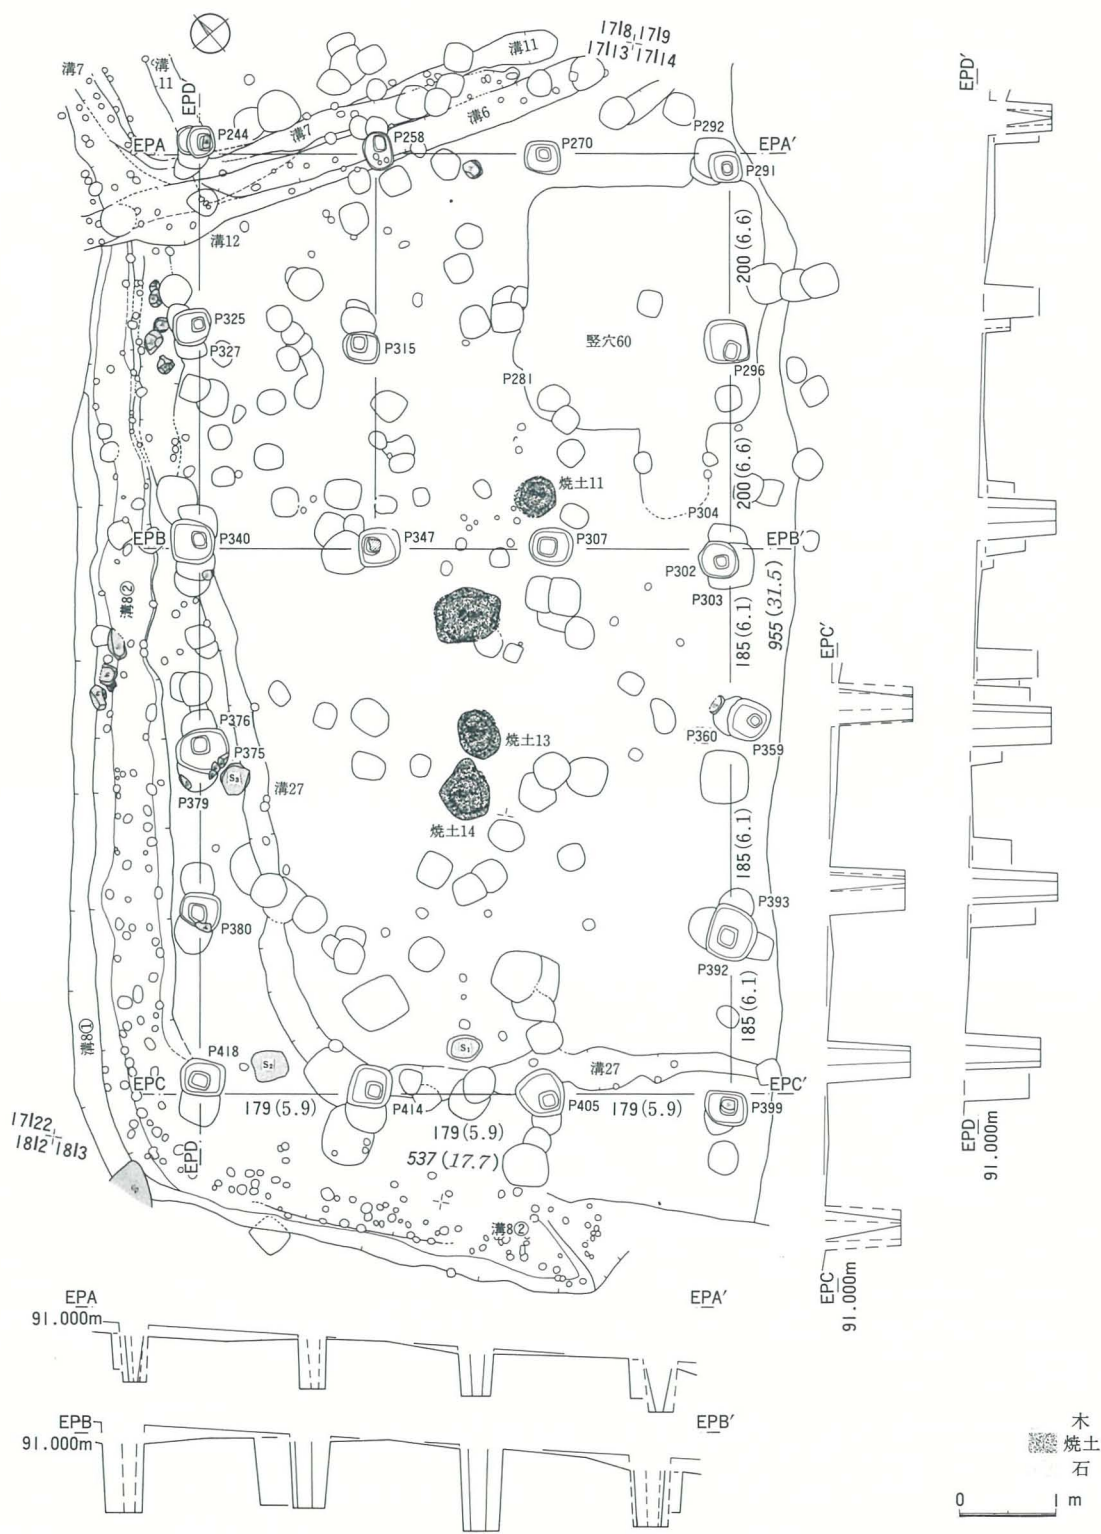 17I8 17I9
17I13 17I14
溝11
溝7
溝11
EPD
溝6
溝7
P244
P258
P270
P292
EPA
EPA′
P291
EPD′
溝12
200 (6.6)
P325
P327
P315
竪穴60
P296
P281
200 (6.6)
焼土11
P304
EPB
P340
P347
P307
EPB′
P302
P303
溝8②
185 (6.1)
955 (31.5)
EPC′
P376
P375
S₃
P379
溝27
焼土13
P360
P359
焼土14
185 (6.1)
P380
P393
P392
185 (6.1)
溝8①
P418
S₂
S₁
溝27
EPC
EPC′
P414
P405
P399
179 (5.9)
179 (5.9)
179 (5.9)
537 (17.7)
17I22
18I2 18I3
EPD
EPD
91.000m
溝8②
EPC
91.000m
EPA
EPA′
91.000m
EPB
EPB′
91.000m
木
焼土
石
0 1 m